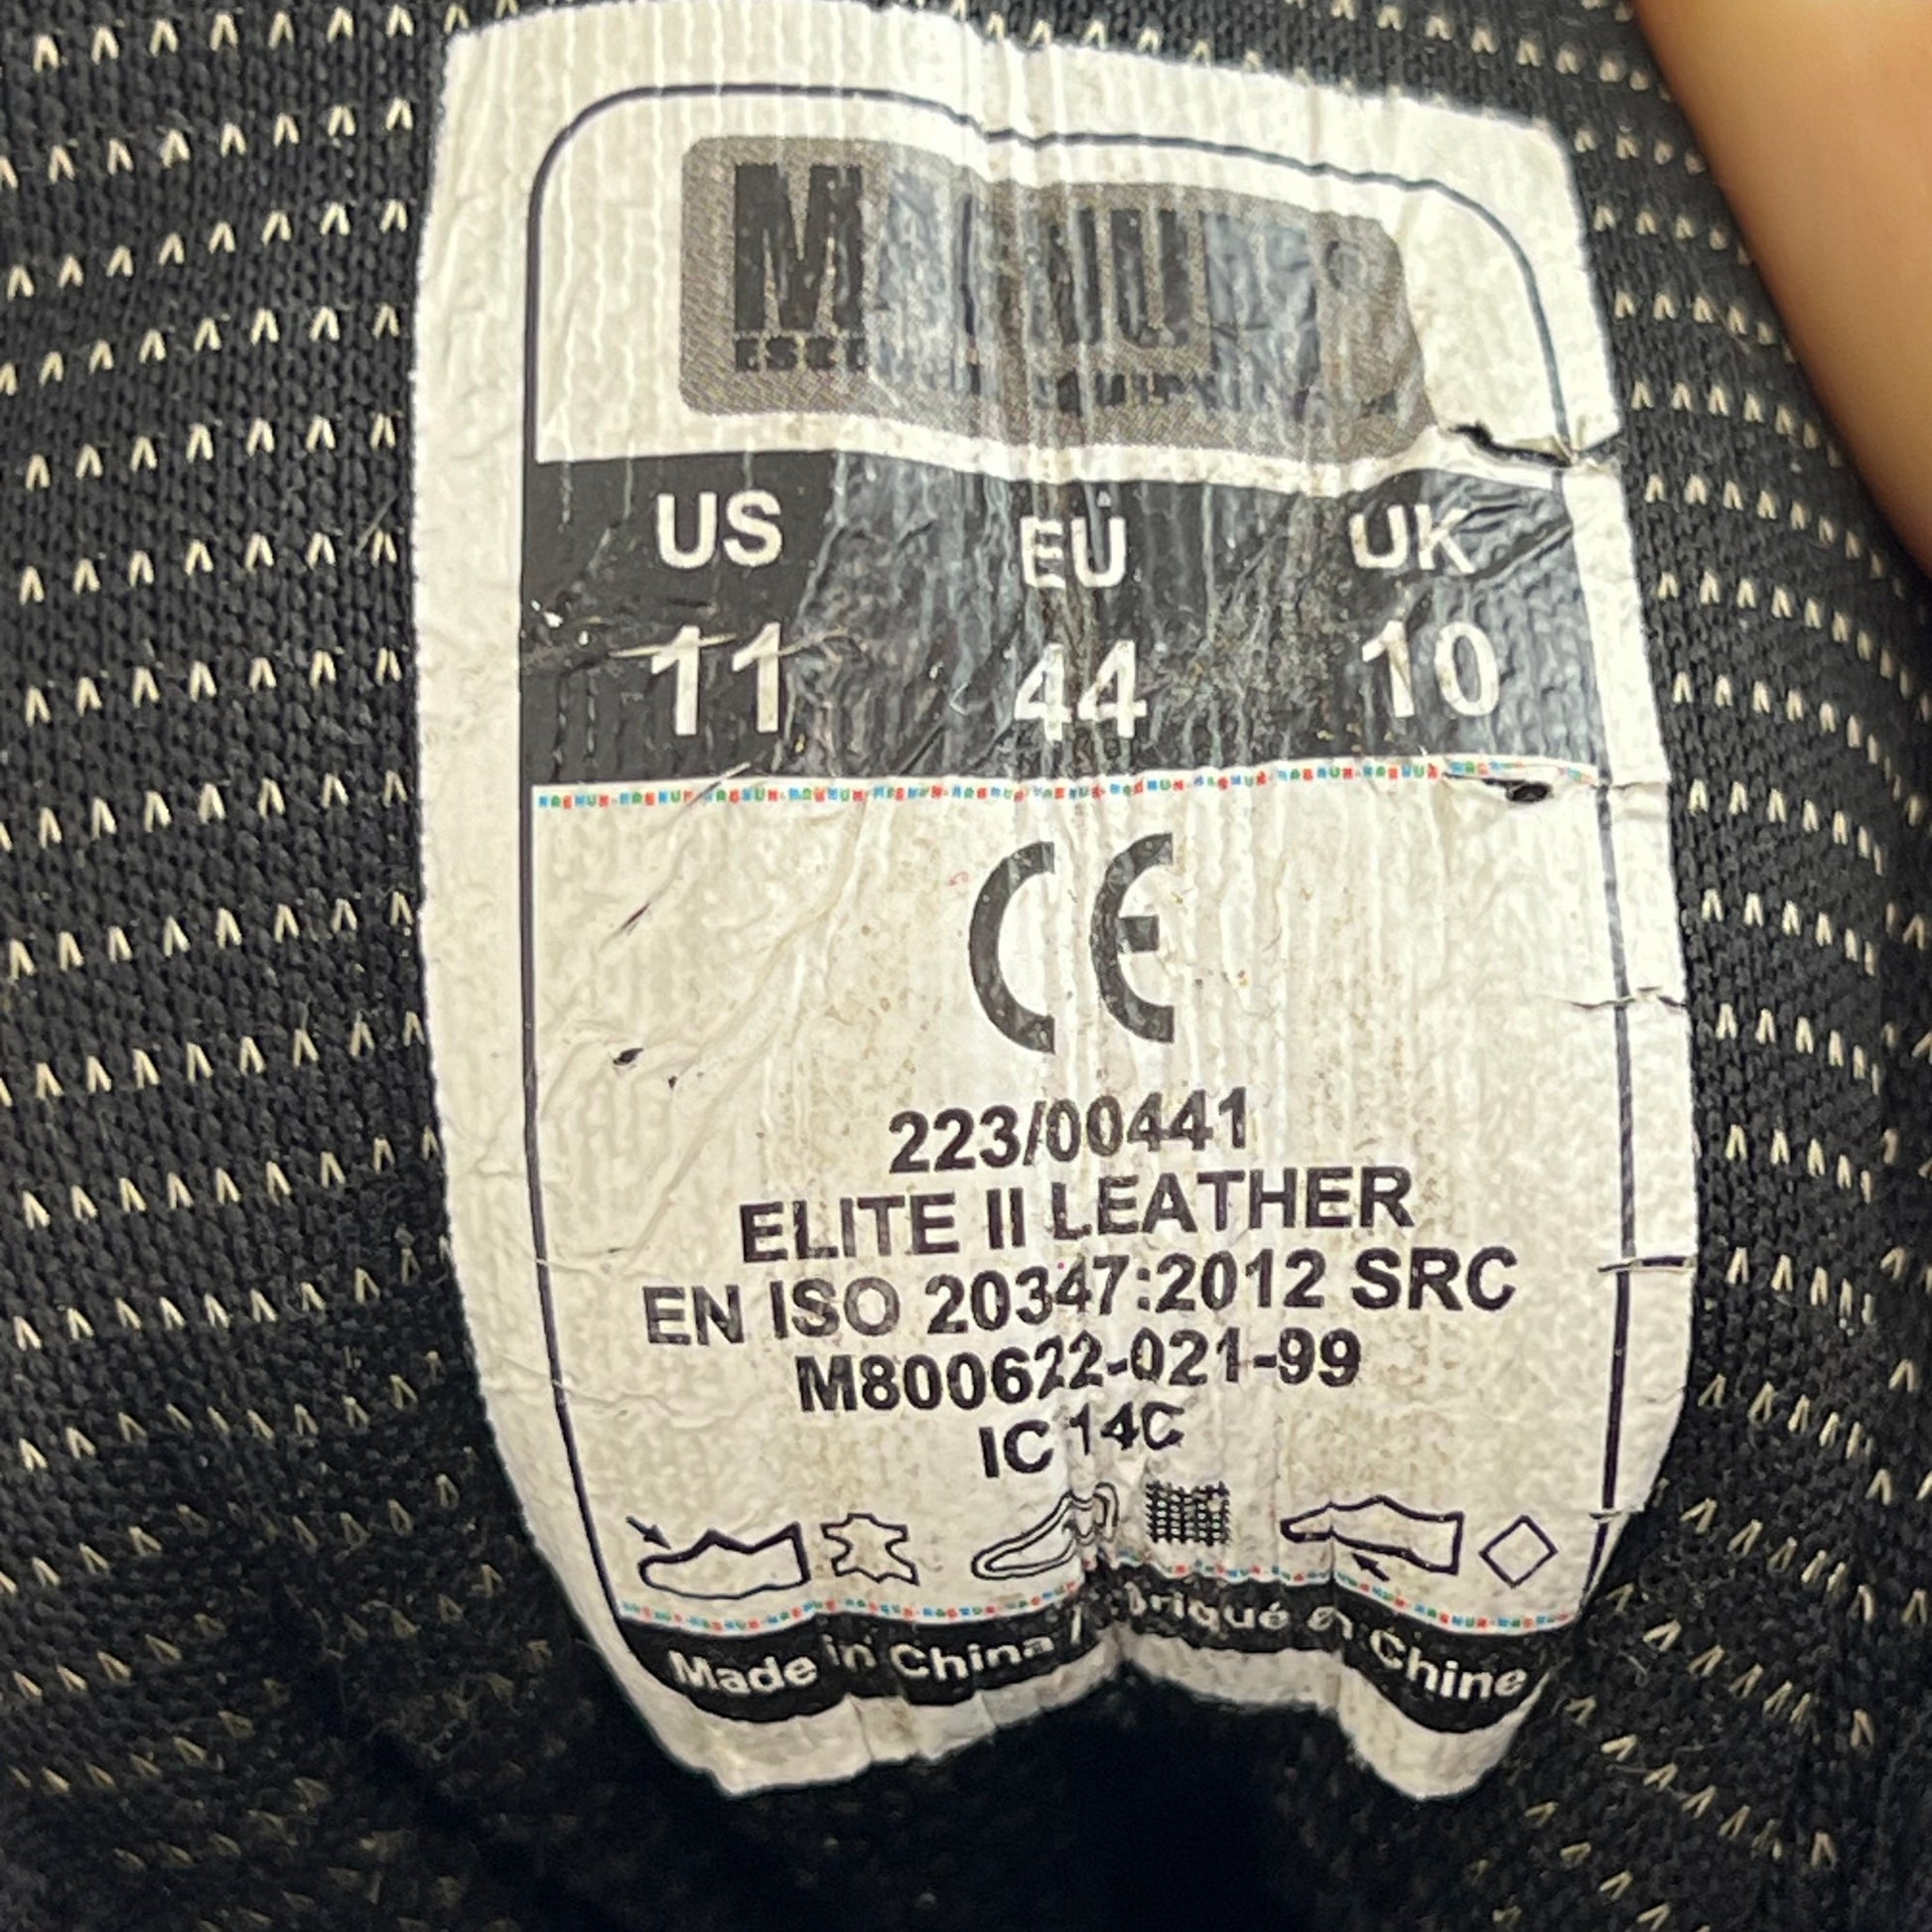 US EU UK
11 44 10
CE
223/00441
ELITE II LEATHER
EN ISO 20347:2012 SRC
M800622-021-99
IC 14C
Made in China / Chine